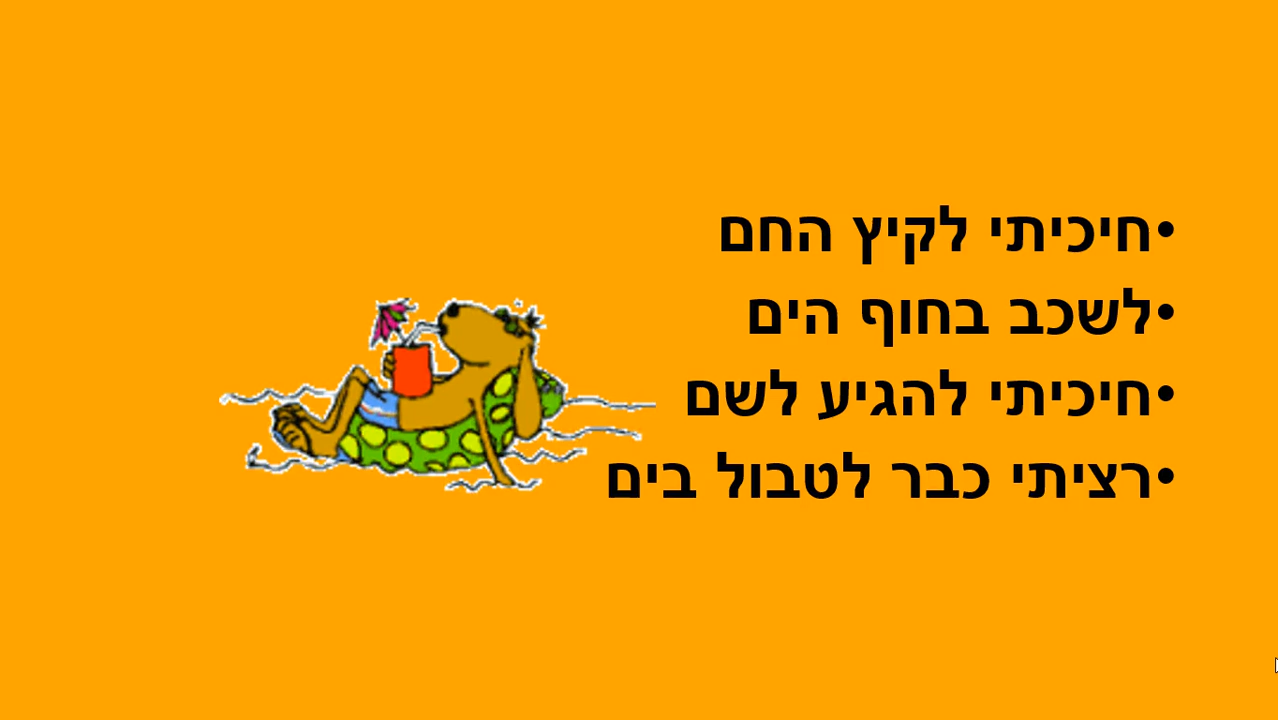 •חיכיתי לקיץ החם
•לשכב בחוף הים
•חיכיתי להגיע לשם
•רציתי כבר לטבול בים